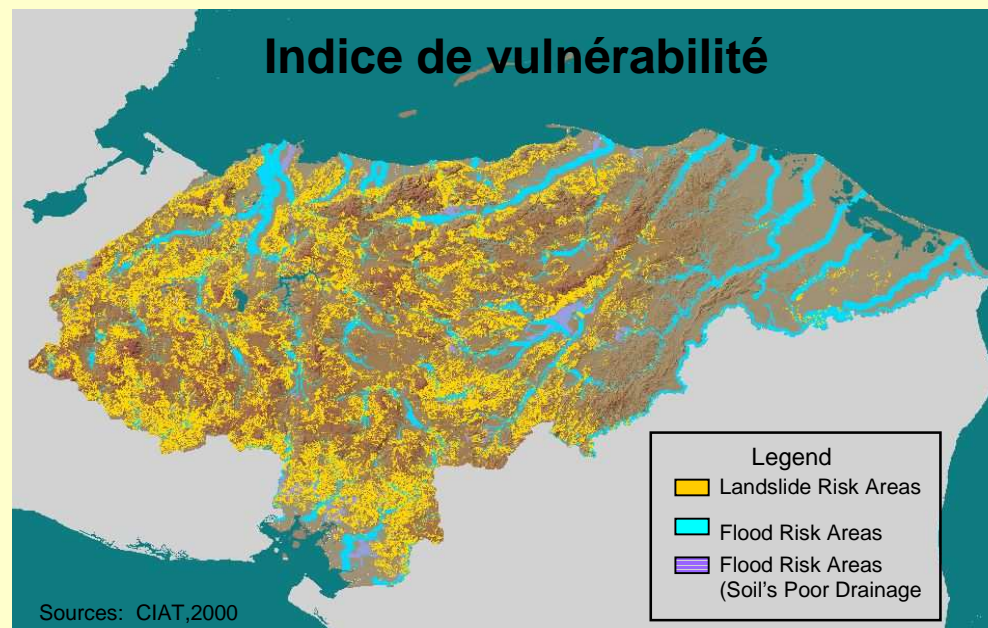 Indice de vulnérabilité
Legend
Landslide Risk Areas
Flood Risk Areas
Flood Risk Areas
(Soil's Poor Drainage
Sources: CIAT,2000